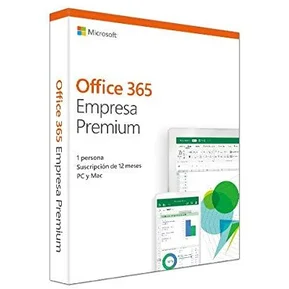 Microsoft
Office 365
Empresa
Premium
1 persona
Suscripción de 12 meses
PC y Mac
Office 365 Empresa Premium